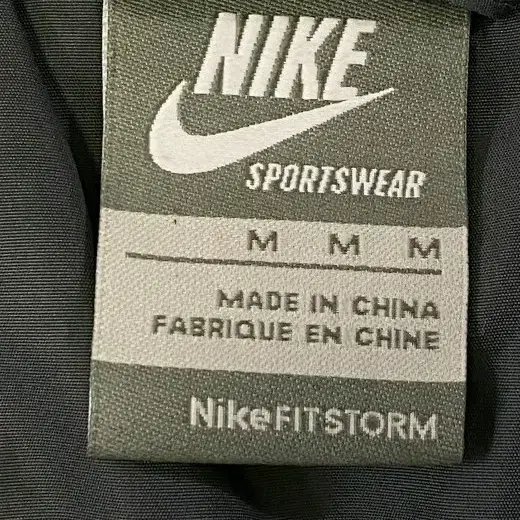 NIKE
SPORTSWEAR
M M M
MADE IN CHINA
FABRIQUE EN CHINE
NikeFITSTORM